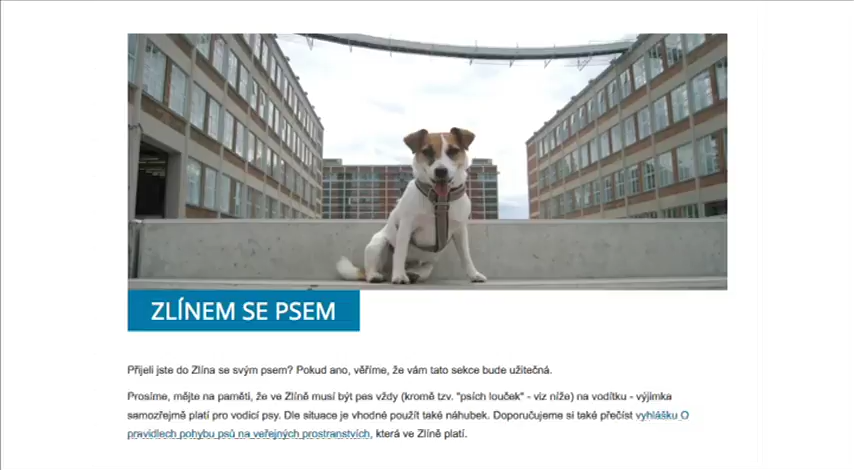 ZLÍNEM SE PSEM
Přijeli jste do Zlína se svým psem? Pokud ano, věříme, že vám tato sekce bude užitečná.
Prosíme, mějte na paměti, že ve Zlíně musí být pes vždy (kromě tzv. "psích louček" - viz níže) na vodítku - výjimka
samozřejmě platí pro vodicí psy. Dle situace je vhodné použít také náhubek. Doporučujeme si také přečíst vyhlášku O
pravidlech pohybu psů na veřejných prostranstvích, která ve Zlíně platí.